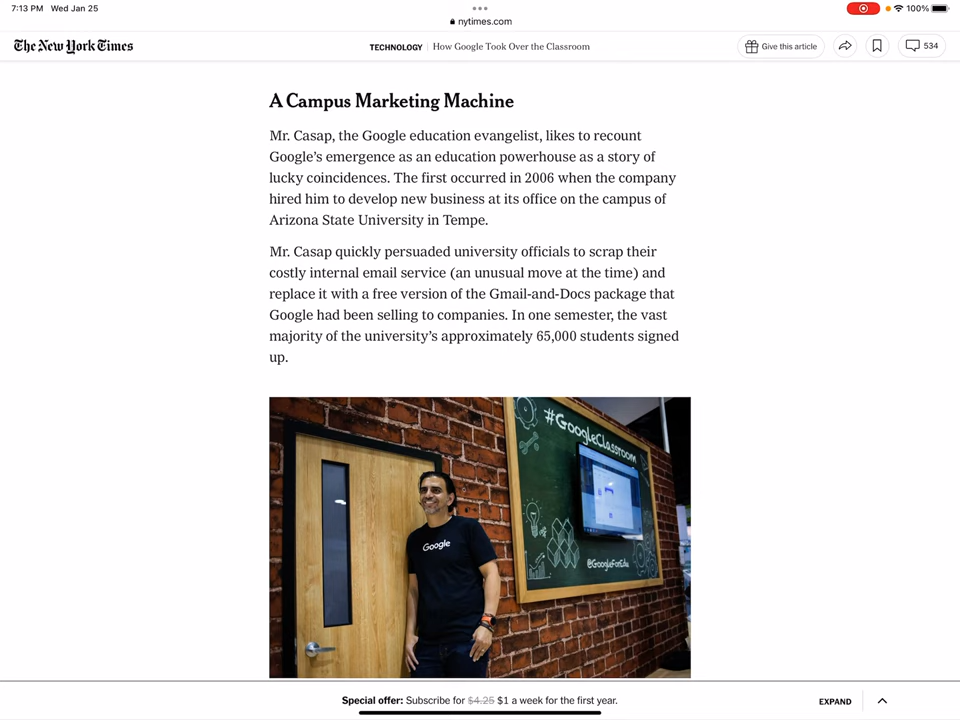 7:13 PM Wed Jan 25
100%
nytimes.com
The New York Times
TECHNOLOGY | How Google Took Over the Classroom
Give this article
534
A Campus Marketing Machine
Mr. Casap, the Google education evangelist, likes to recount
Google’s emergence as an education powerhouse as a story of
lucky coincidences. The first occurred in 2006 when the company
hired him to develop new business at its office on the campus of
Arizona State University in Tempe.
Mr. Casap quickly persuaded university officials to scrap their
costly internal email service (an unusual move at the time) and
replace it with a free version of the Gmail-and-Docs package that
Google had been selling to companies. In one semester, the vast
majority of the university’s approximately 65,000 students signed
up.
#GoogleClassroom
Google
@GoogleForEdu
Special offer: Subscribe for $4.25 $1 a week for the first year.
EXPAND